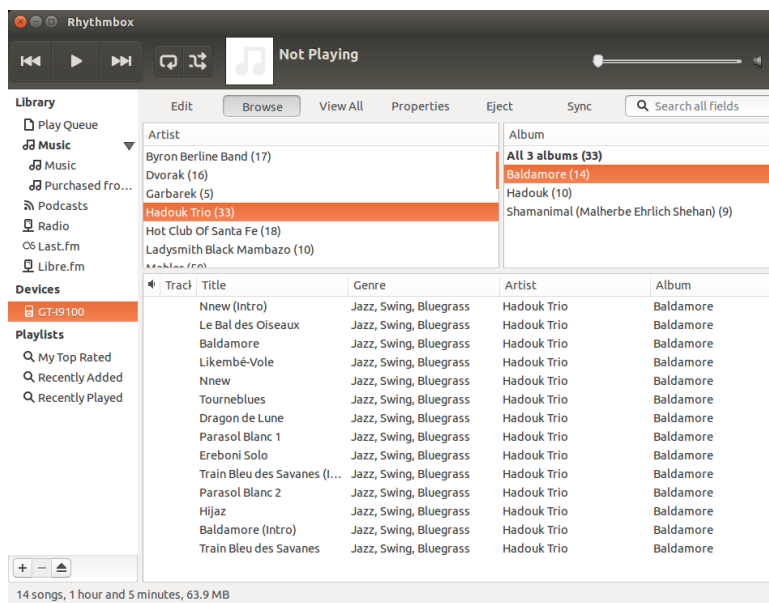 Rhythmbox
Not Playing
Library
Play Queue
Music
Music
Purchased fro...
Podcasts
Radio
Last.fm
Libre.fm
Devices
GT-I9100
Playlists
My Top Rated
Recently Added
Recently Played
Edit Browse View All Properties Eject Sync Search all fields
Artist
Byron Berline Band (17)
Dvorak (16)
Garbarek (5)
Hadouk Trio (33)
Hot Club Of Santa Fe (18)
Ladysmith Black Mambazo (10)
Mahler (50)
Album
All 3 albums (33)
Baldamore (14)
Hadouk (10)
Shamanimal (Malherbe Ehrlich Shehan) (9)
Track Title Genre Artist Album
Nnew (Intro) Jazz, Swing, Bluegrass Hadouk Trio Baldamore
Le Bal des Oiseaux Jazz, Swing, Bluegrass Hadouk Trio Baldamore
Baldamore Jazz, Swing, Bluegrass Hadouk Trio Baldamore
Likembé-Vole Jazz, Swing, Bluegrass Hadouk Trio Baldamore
Nnew Jazz, Swing, Bluegrass Hadouk Trio Baldamore
Tourneblues Jazz, Swing, Bluegrass Hadouk Trio Baldamore
Dragon de Lune Jazz, Swing, Bluegrass Hadouk Trio Baldamore
Parasol Blanc 1 Jazz, Swing, Bluegrass Hadouk Trio Baldamore
Ereboni Solo Jazz, Swing, Bluegrass Hadouk Trio Baldamore
Train Bleu des Savanes (I... Jazz, Swing, Bluegrass Hadouk Trio Baldamore
Parasol Blanc 2 Jazz, Swing, Bluegrass Hadouk Trio Baldamore
Hijaz Jazz, Swing, Bluegrass Hadouk Trio Baldamore
Baldamore (Intro) Jazz, Swing, Bluegrass Hadouk Trio Baldamore
Train Bleu des Savanes Jazz, Swing, Bluegrass Hadouk Trio Baldamore
14 songs, 1 hour and 5 minutes, 63.9 MB